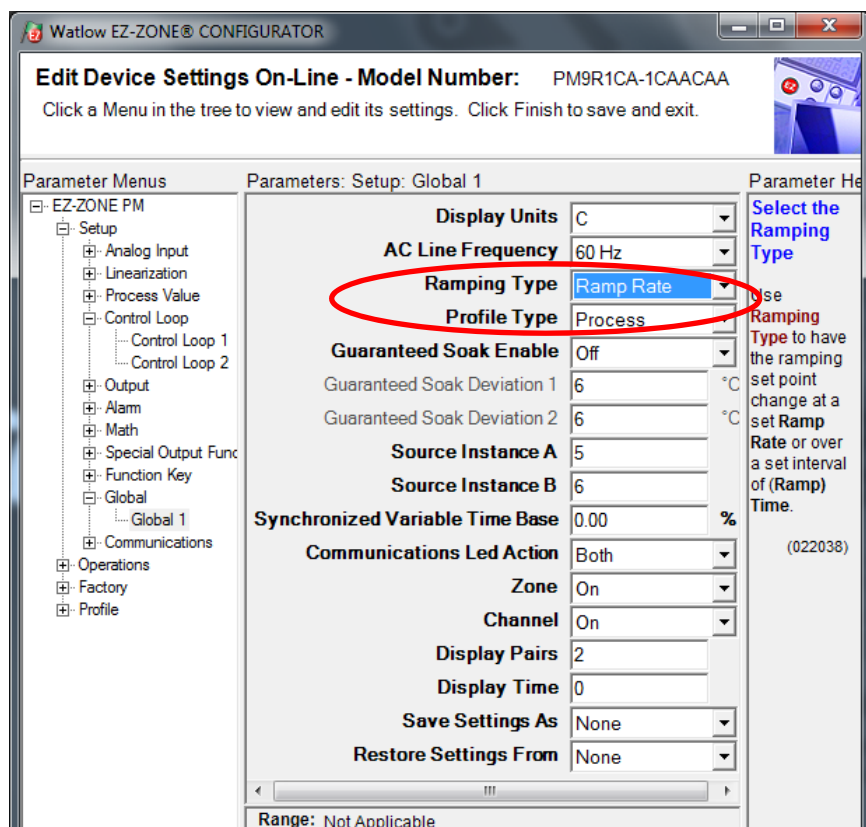 Watlow EZ-ZONE® CONFIGURATOR
Edit Device Settings On-Line - Model Number: PM9R1CA-1CAACAA
Click a Menu in the tree to view and edit its settings. Click Finish to save and exit.
Parameter Menus
EZ-ZONE PM
Setup
Analog Input
Linearization
Process Value
Control Loop
Control Loop 1
Control Loop 2
Output
Alarm
Math
Special Output Func
Function Key
Global
Global 1
Communications
Operations
Factory
Profile
Parameters: Setup: Global 1
Display Units C
AC Line Frequency 60 Hz
Ramping Type Ramp Rate
Profile Type Process
Guaranteed Soak Enable Off
Guaranteed Soak Deviation 1 6 °C
Guaranteed Soak Deviation 2 6 °C
Source Instance A 5
Source Instance B 6
Synchronized Variable Time Base 0.00 %
Communications Led Action Both
Zone On
Channel On
Display Pairs 2
Display Time 0
Save Settings As None
Restore Settings From None
Range: Not Applicable
Parameter He
Select the
Ramping
Type
Use
Ramping
Type to have
the ramping
set point
change at a
set Ramp
Rate or over
a set interval
of (Ramp)
Time.
(022038)